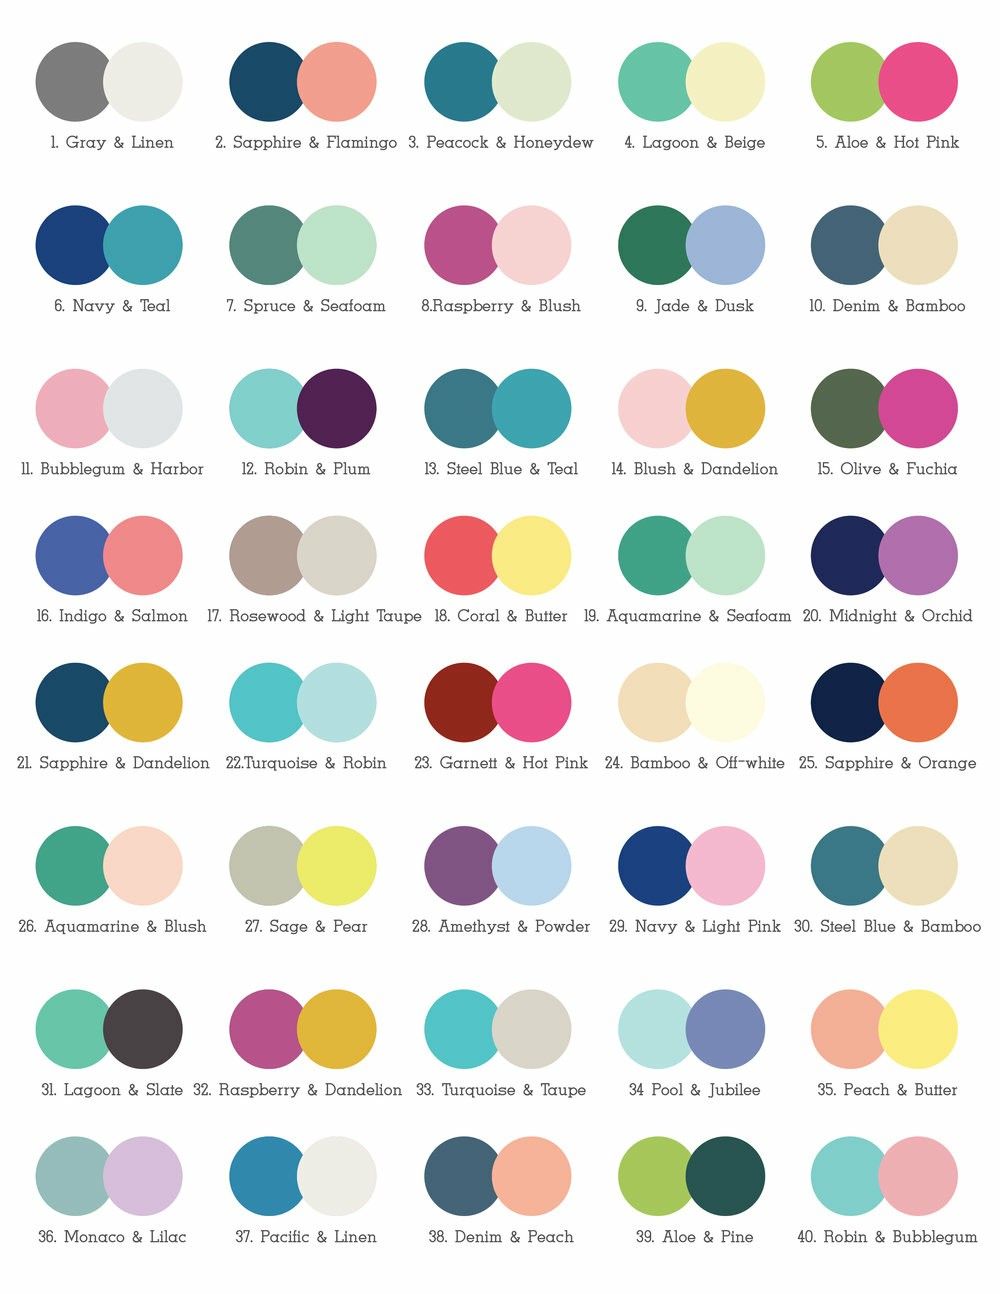 1. Gray & Linen
2. Sapphire & Flamingo
3. Peacock & Honeydew
4. Lagoon & Beige
5. Aloe & Hot Pink
6. Navy & Teal
7. Spruce & Seafoam
8.Raspberry & Blush
9. Jade & Dusk
10. Denim & Bamboo
11. Bubblegum & Harbor
12. Robin & Plum
13. Steel Blue & Teal
14. Blush & Dandelion
15. Olive & Fuchia
16. Indigo & Salmon
17. Rosewood & Light Taupe
18. Coral & Butter
19. Aquamarine & Seafoam
20. Midnight & Orchid
21. Sapphire & Dandelion
22.Turquoise & Robin
23. Garnett & Hot Pink
24. Bamboo & Off-white
25. Sapphire & Orange
26. Aquamarine & Blush
27. Sage & Pear
28. Amethyst & Powder
29. Navy & Light Pink
30. Steel Blue & Bamboo
31. Lagoon & Slate
32. Raspberry & Dandelion
33. Turquoise & Taupe
34 Pool & Jubilee
35. Peach & Butter
36. Monaco & Lilac
37. Pacific & Linen
38. Denim & Peach
39. Aloe & Pine
40. Robin & Bubblegum